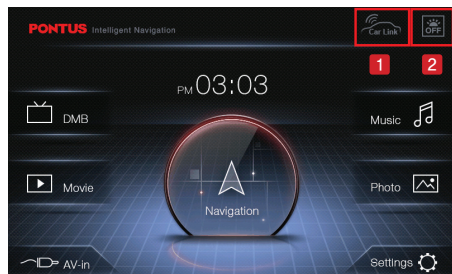 PONTUS Intelligent Navigation
Car Link
OFF
1
2
PM 03:03
DMB
Music
Movie
Photo
Navigation
AV-in
Settings